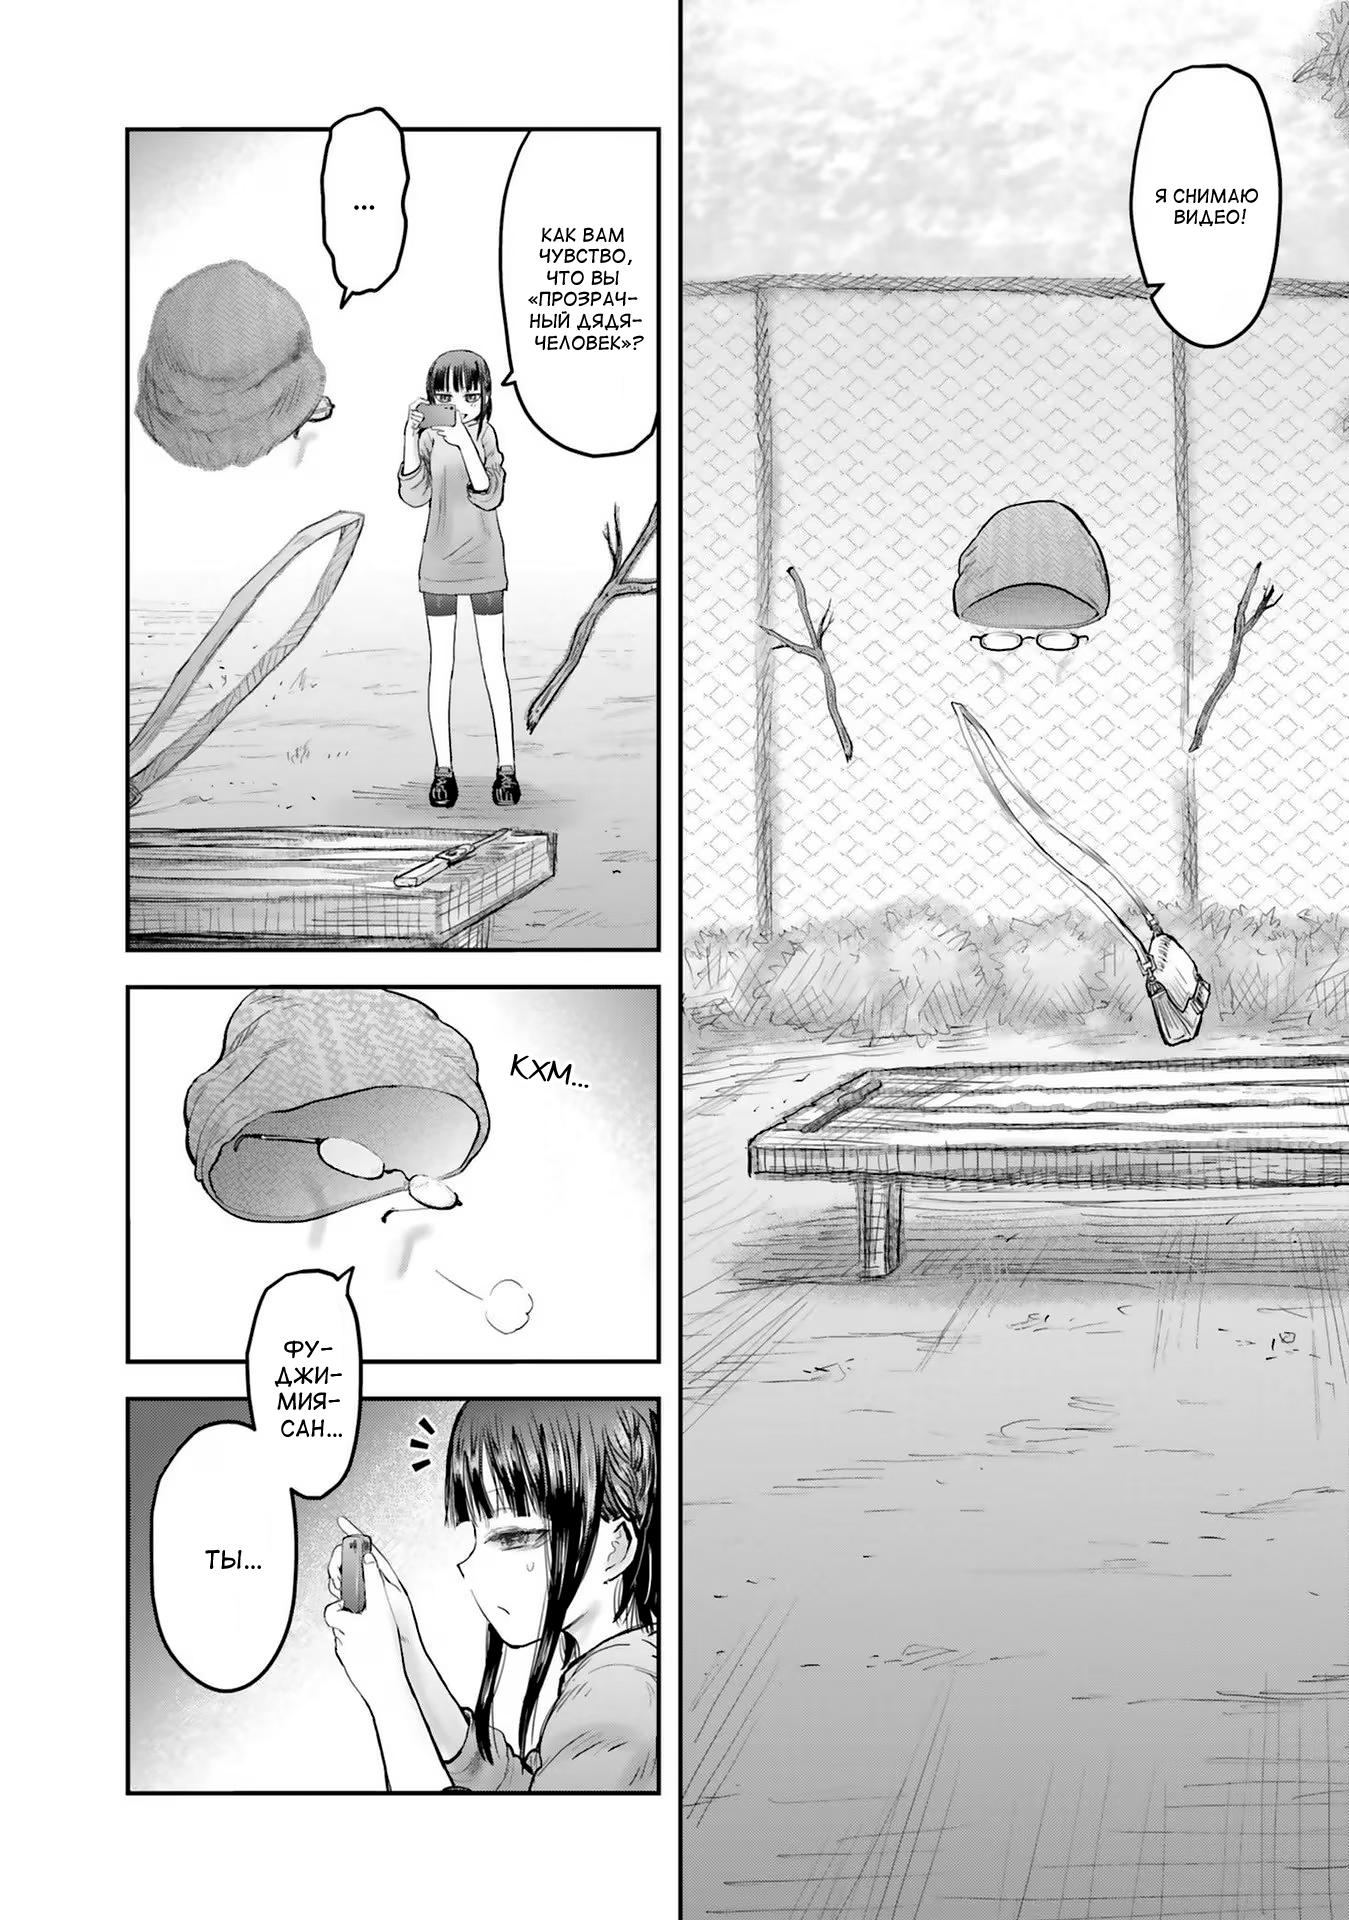 Я СНИМАЮ
ВИДЕО!
КАК ВАМ
ЧУВСТВО,
ЧТО ВЫ
«ПРОЗРАЧ-
НЫЙ ДЯДЯ-
ЧЕЛОВЕК»?
...
КХМ...
ФУ-
ДЖИ-
МИЯ-
САН...
ТЫ...